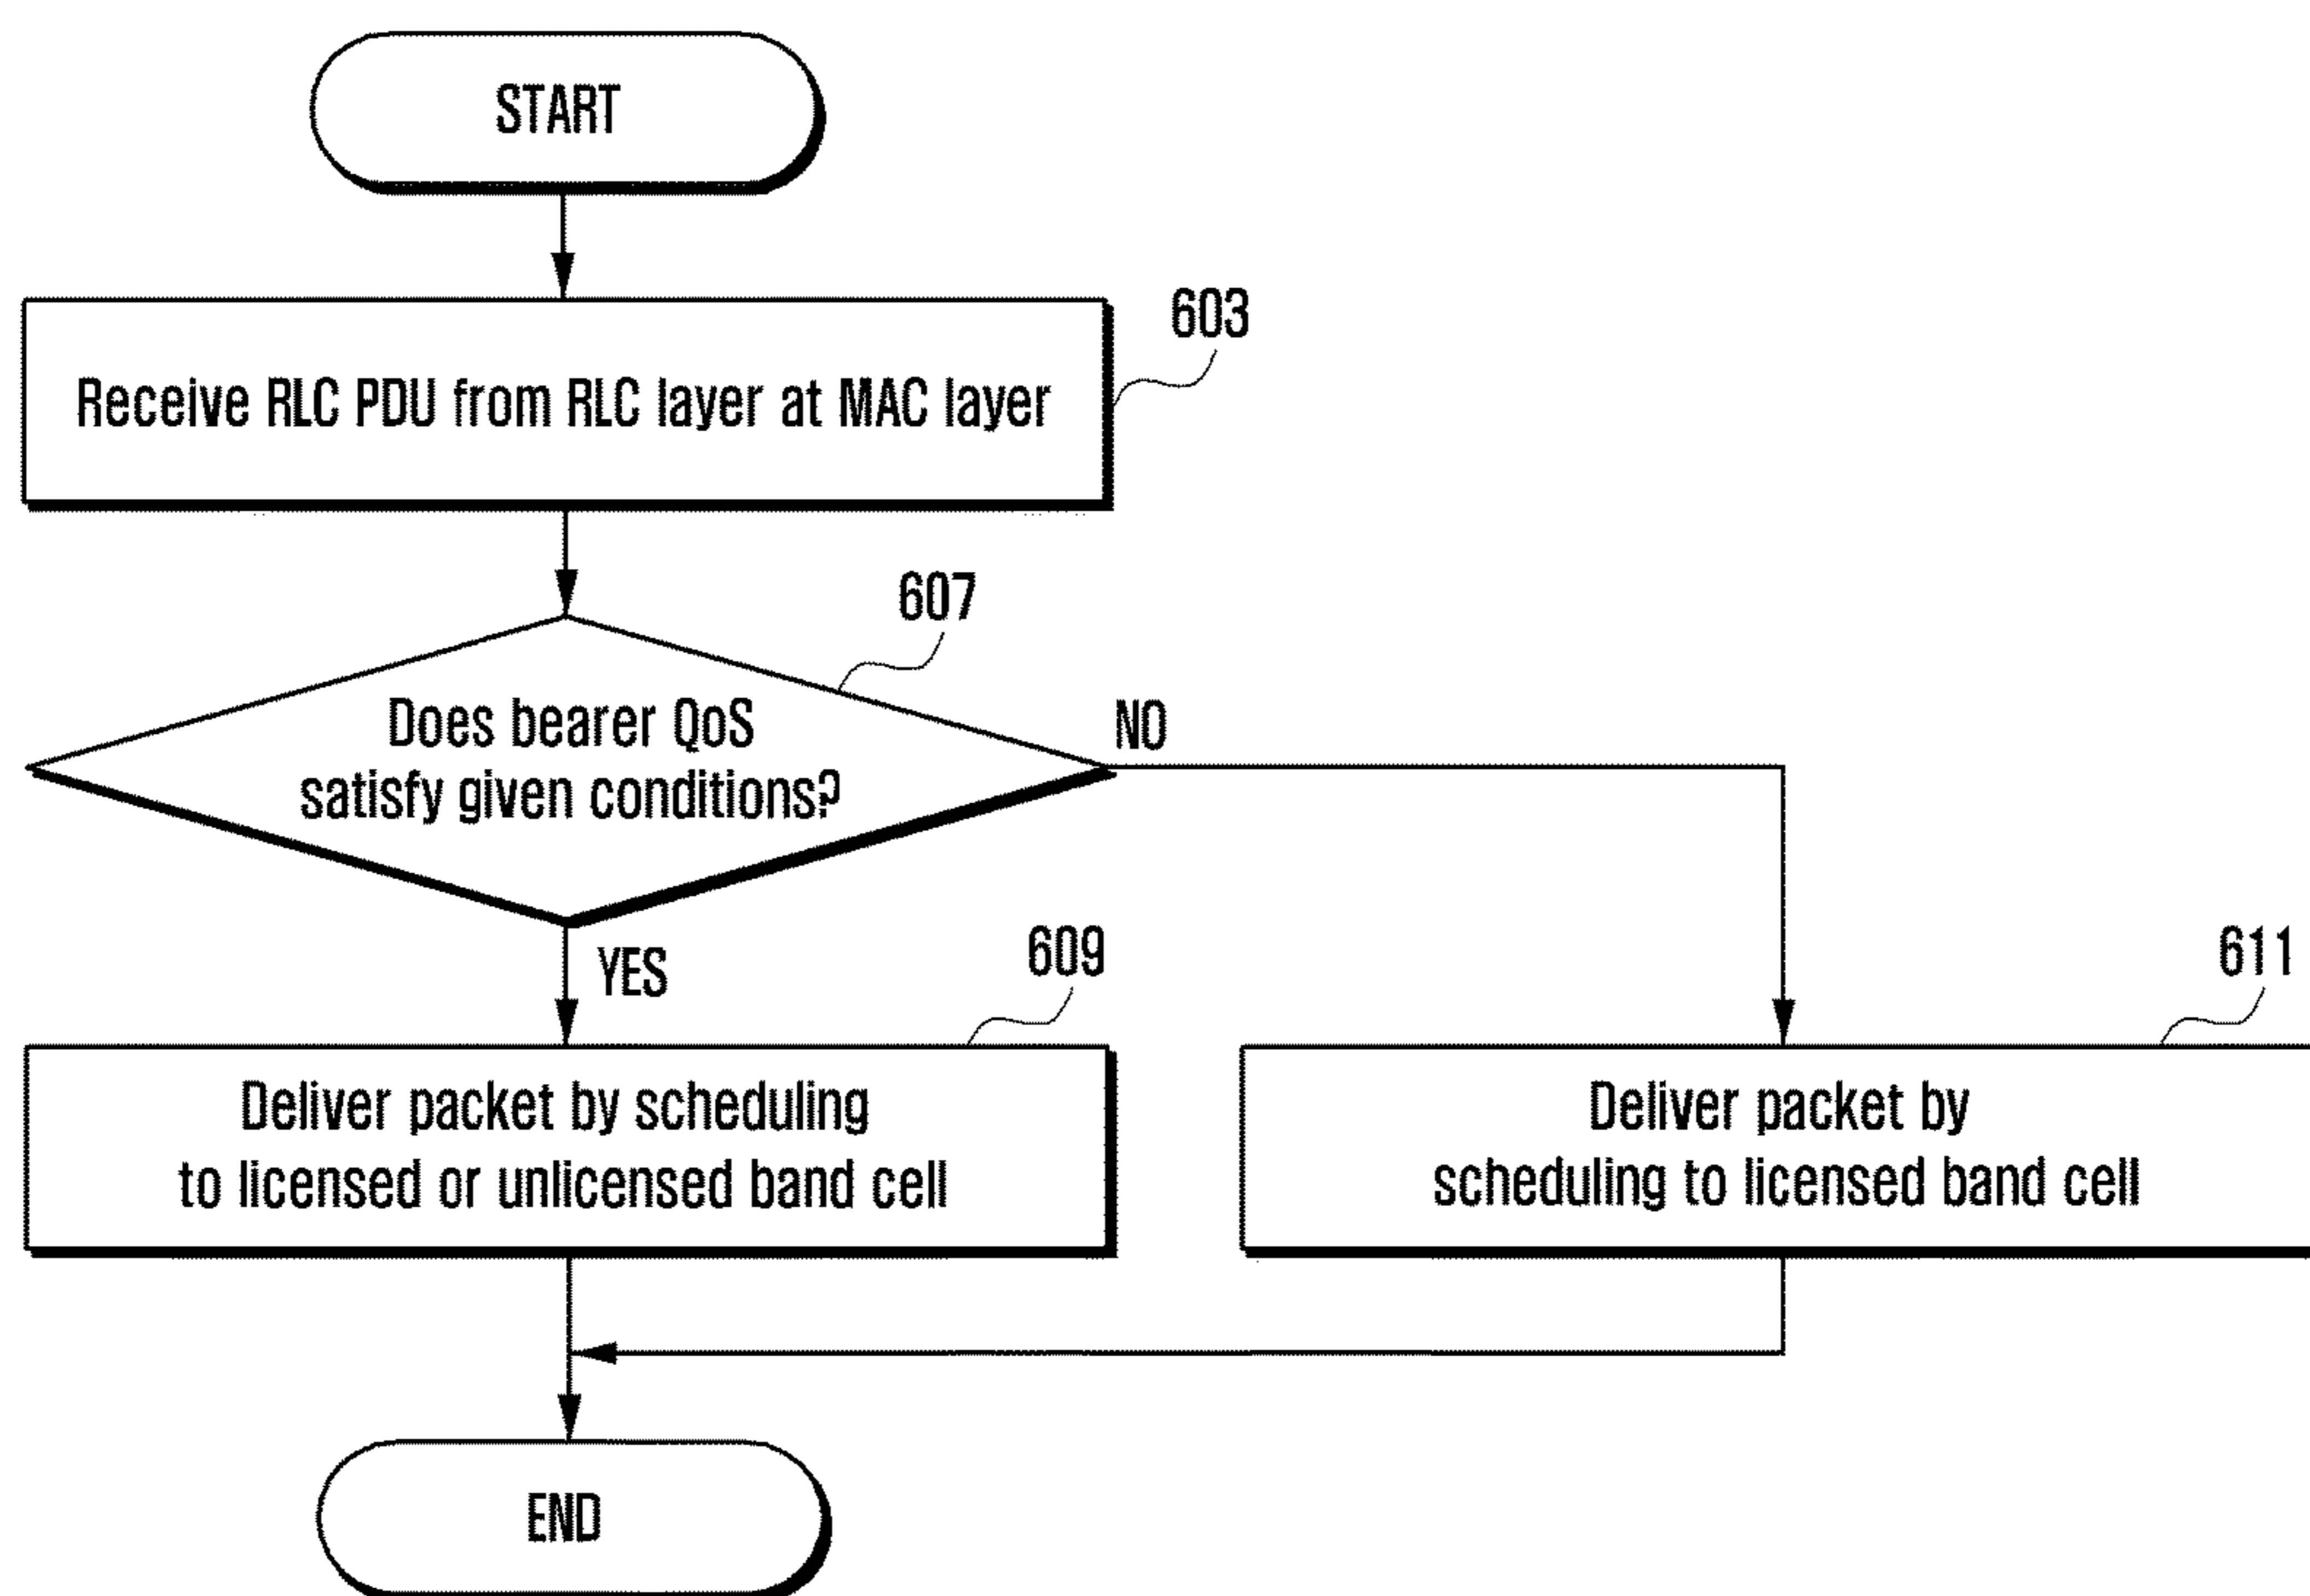 START
603
Receive RLC PDU from RLC layer at MAC layer
607
Does bearer QoS
satisfy given conditions?
NO
YES
609
611
Deliver packet by scheduling
to licensed or unlicensed band cell
Deliver packet by
scheduling to licensed band cell
END